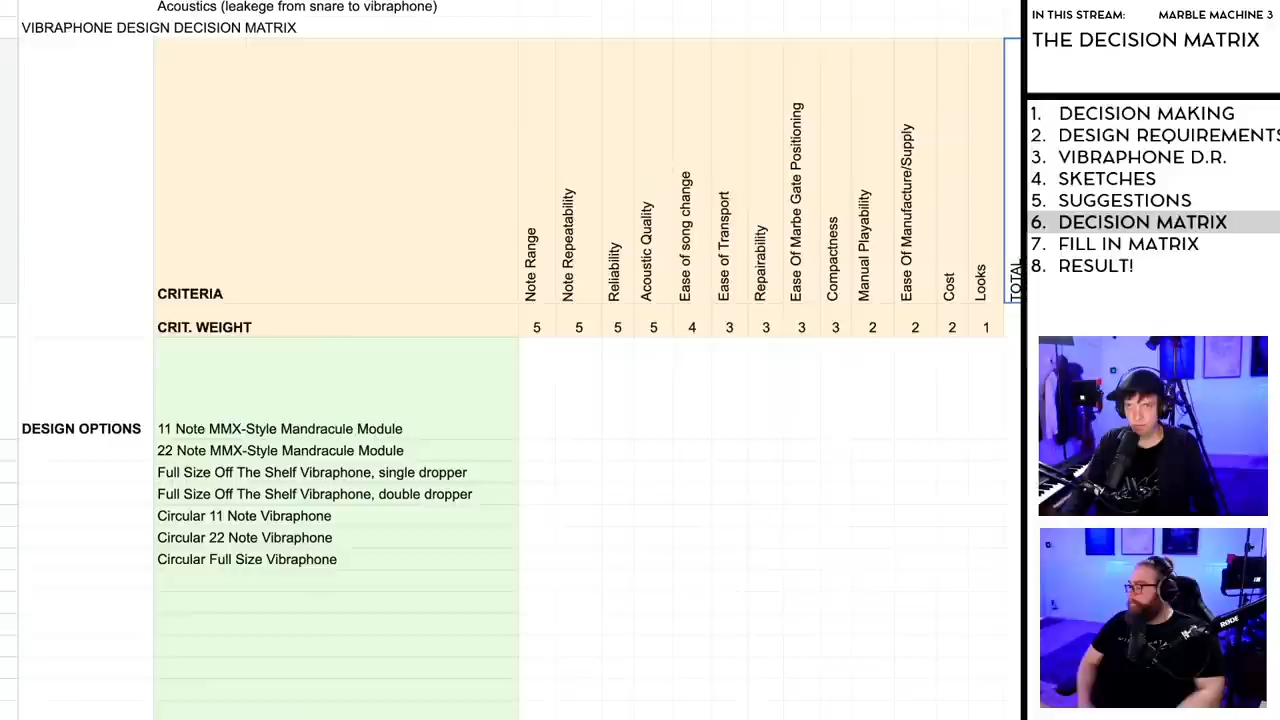 Acoustics (leakege from snare to vibraphone)
VIBRAPHONE DESIGN DECISION MATRIX
CRITERIA
Note Range
Note Repeatability
Reliability
Acoustic Quality
Ease of song change
Ease of Transport
Repairability
Ease Of Marbe Gate Positioning
Compactness
Manual Playability
Ease Of Manufacture/Supply
Cost
Looks
TOTAL
CRIT. WEIGHT 5 5 5 5 4 3 3 3 3 2 2 2 1
DESIGN OPTIONS
11 Note MMX-Style Mandracule Module
22 Note MMX-Style Mandracule Module
Full Size Off The Shelf Vibraphone, single dropper
Full Size Off The Shelf Vibraphone, double dropper
Circular 11 Note Vibraphone
Circular 22 Note Vibraphone
Circular Full Size Vibraphone
IN THIS STREAM: MARBLE MACHINE 3
THE DECISION MATRIX
1. DECISION MAKING
2. DESIGN REQUIREMENTS
3. VIBRAPHONE D.R.
4. SKETCHES
5. SUGGESTIONS
6. DECISION MATRIX
7. FILL IN MATRIX
8. RESULT!
RØDE